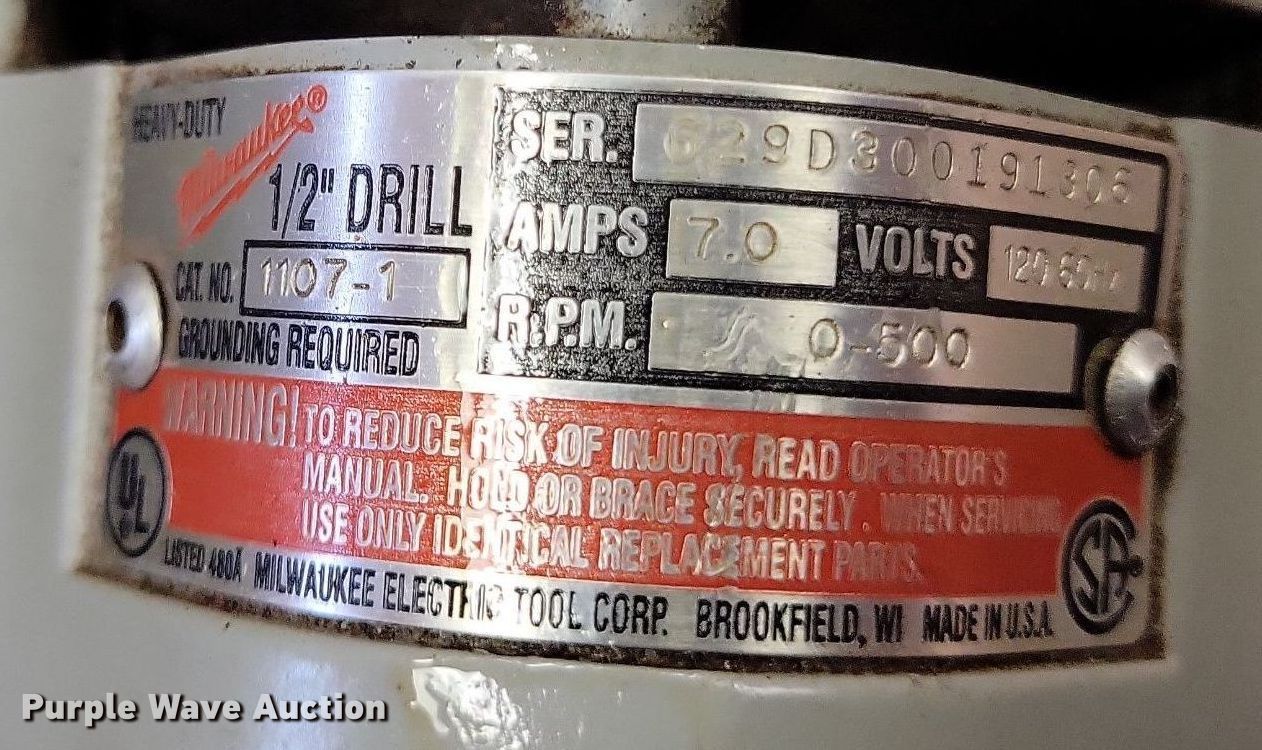 HEAVY-DUTY
Milwaukee®
1/2" DRILL
CAT. NO. 1107-1
GROUNDING REQUIRED
SER. 629D300191306
AMPS 7.0 VOLTS 120 60Hz
R.P.M. 0-500
WARNING! TO REDUCE RISK OF INJURY, READ OPERATOR'S
MANUAL. HOLD OR BRACE SECURELY. WHEN SERVICING
USE ONLY IDENTICAL REPLACEMENT PARTS.
UL
LISTED 480A MILWAUKEE ELECTRIC TOOL CORP. BROOKFIELD, WI MADE IN U.S.A.
SA®
Purple Wave Auction